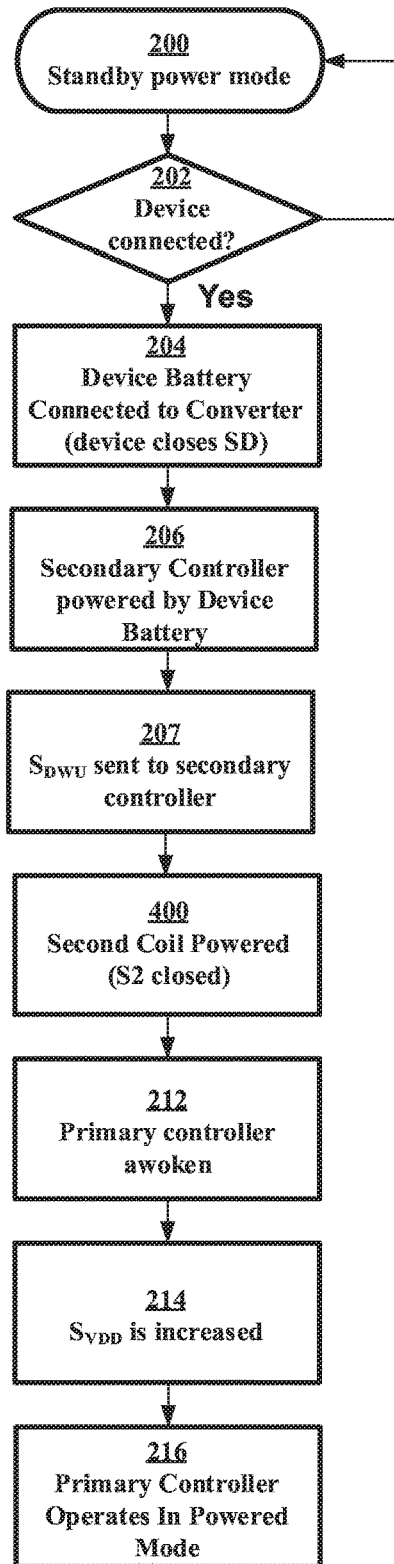 200
Standby power mode
202
Device
connected?
Yes
204
Device Battery
Connected to Converter
(device closes SD)
206
Secondary Controller
powered by Device
Battery
207
S_DWU sent to secondary
controller
400
Second Coil Powered
(S2 closed)
212
Primary controller
awoken
214
S_VDD is increased
216
Primary Controller
Operates In Powered
Mode